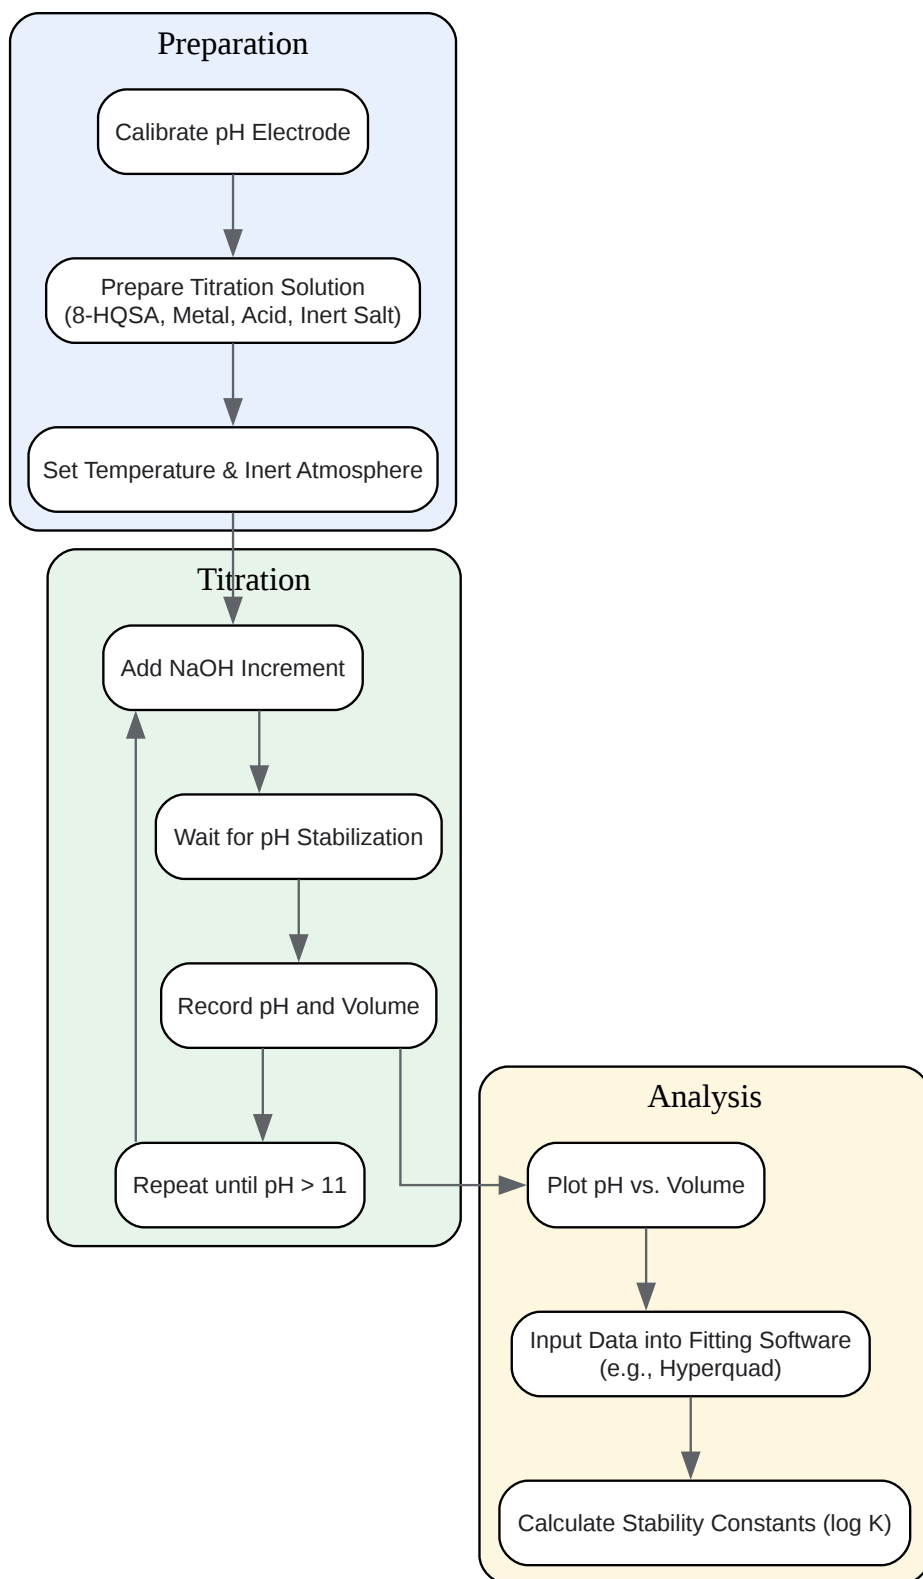 Preparation
Calibrate pH Electrode
Prepare Titration Solution
(8-HQSA, Metal, Acid, Inert Salt)
Set Temperature & Inert Atmosphere
Titration
Add NaOH Increment
Wait for pH Stabilization
Record pH and Volume
Repeat until pH > 11
Analysis
Plot pH vs. Volume
Input Data into Fitting Software
(e.g., Hyperquad)
Calculate Stability Constants (log K)